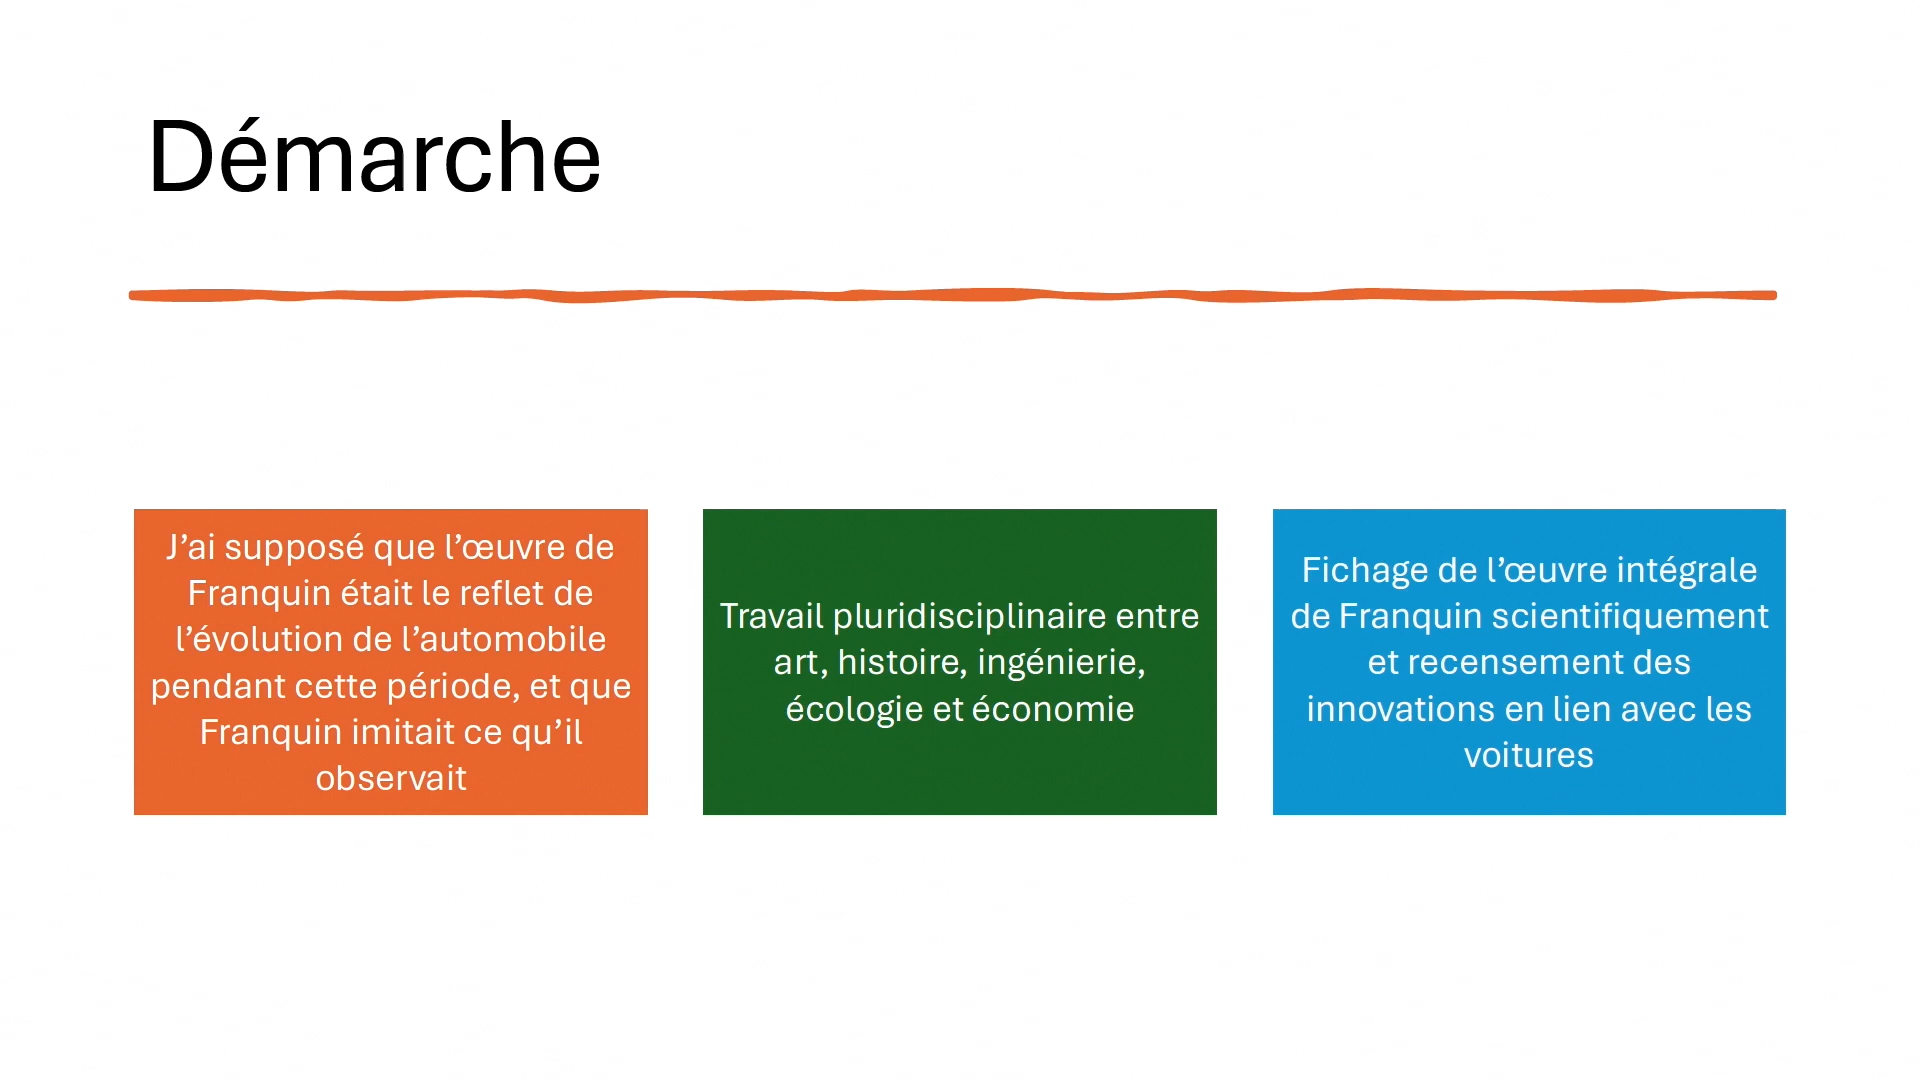 Démarche
J’ai supposé que l’œuvre de
Franquin était le reflet de
l’évolution de l’automobile
pendant cette période, et que
Franquin imitait ce qu’il
observait
Travail pluridisciplinaire entre
art, histoire, ingénierie,
écologie et économie
Fichage de l’œuvre intégrale
de Franquin scientifiquement
et recensement des
innovations en lien avec les
voitures